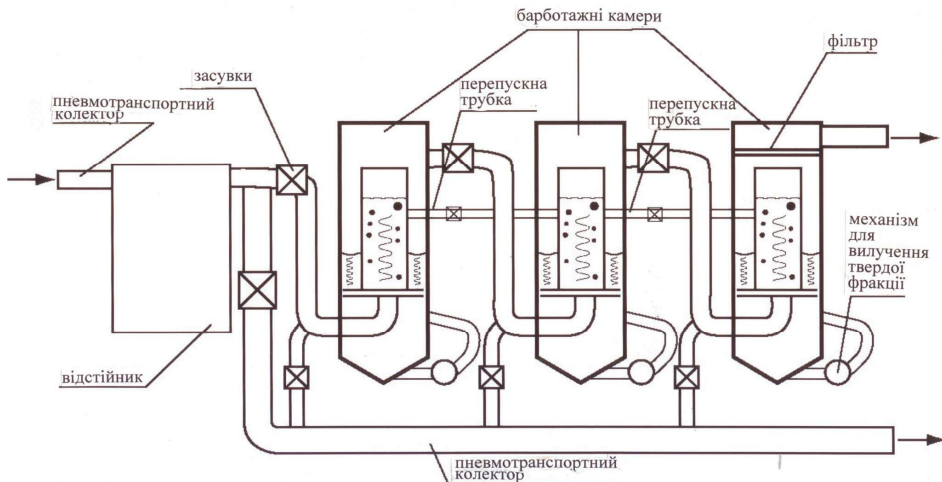 барботажні камери
фільтр
засувки
перепускна
трубка
перепускна
трубка
пневмотранспортний
колектор
механізм
для
вилучення
твердої
фракції
відстійник
пневмотранспортний
колектор